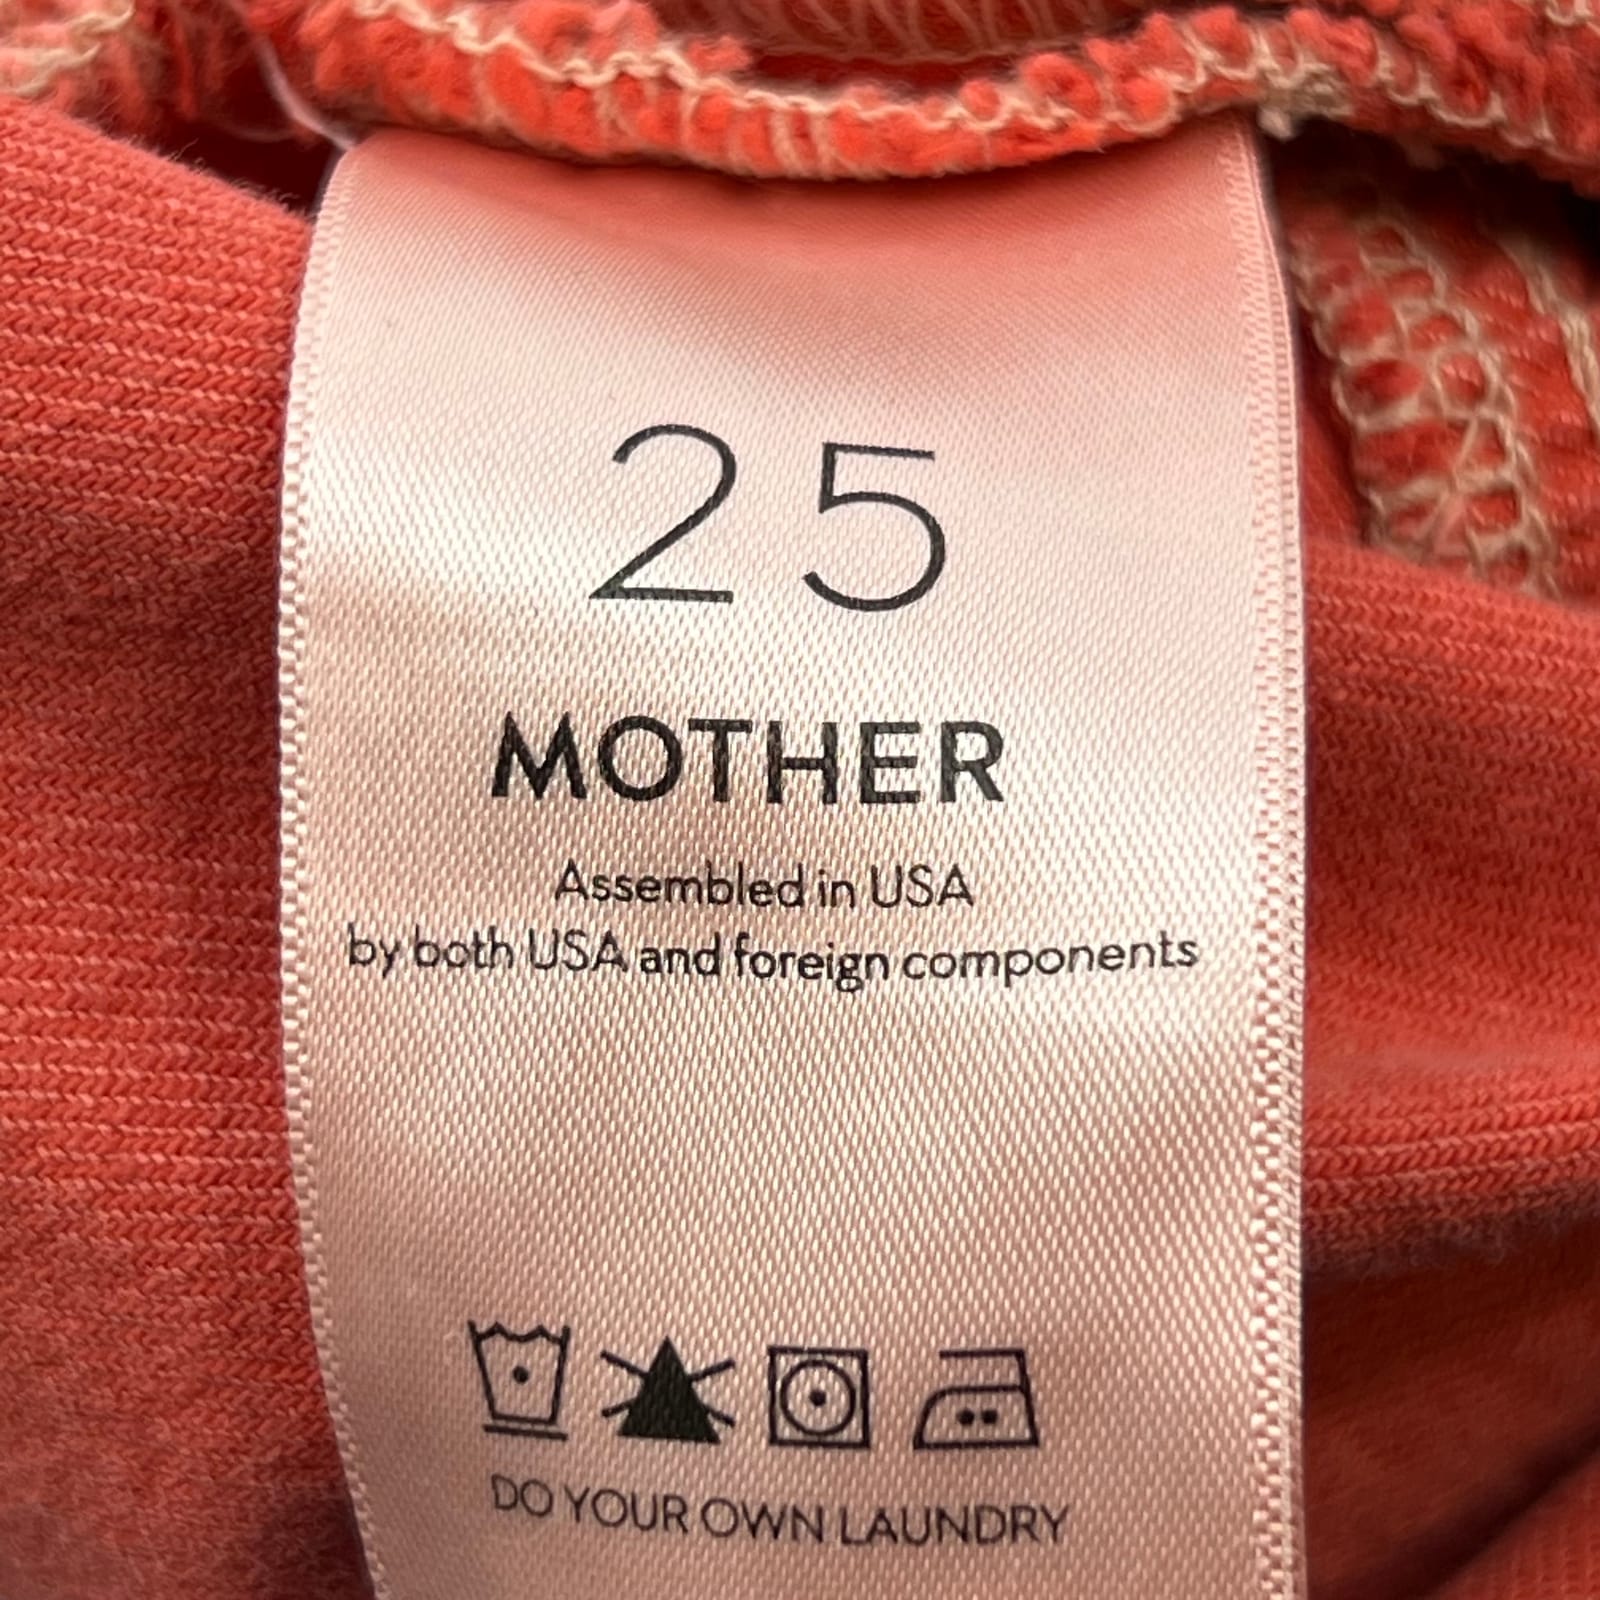 25
MOTHER
Assembled in USA
by both USA and foreign components
DO YOUR OWN LAUNDRY